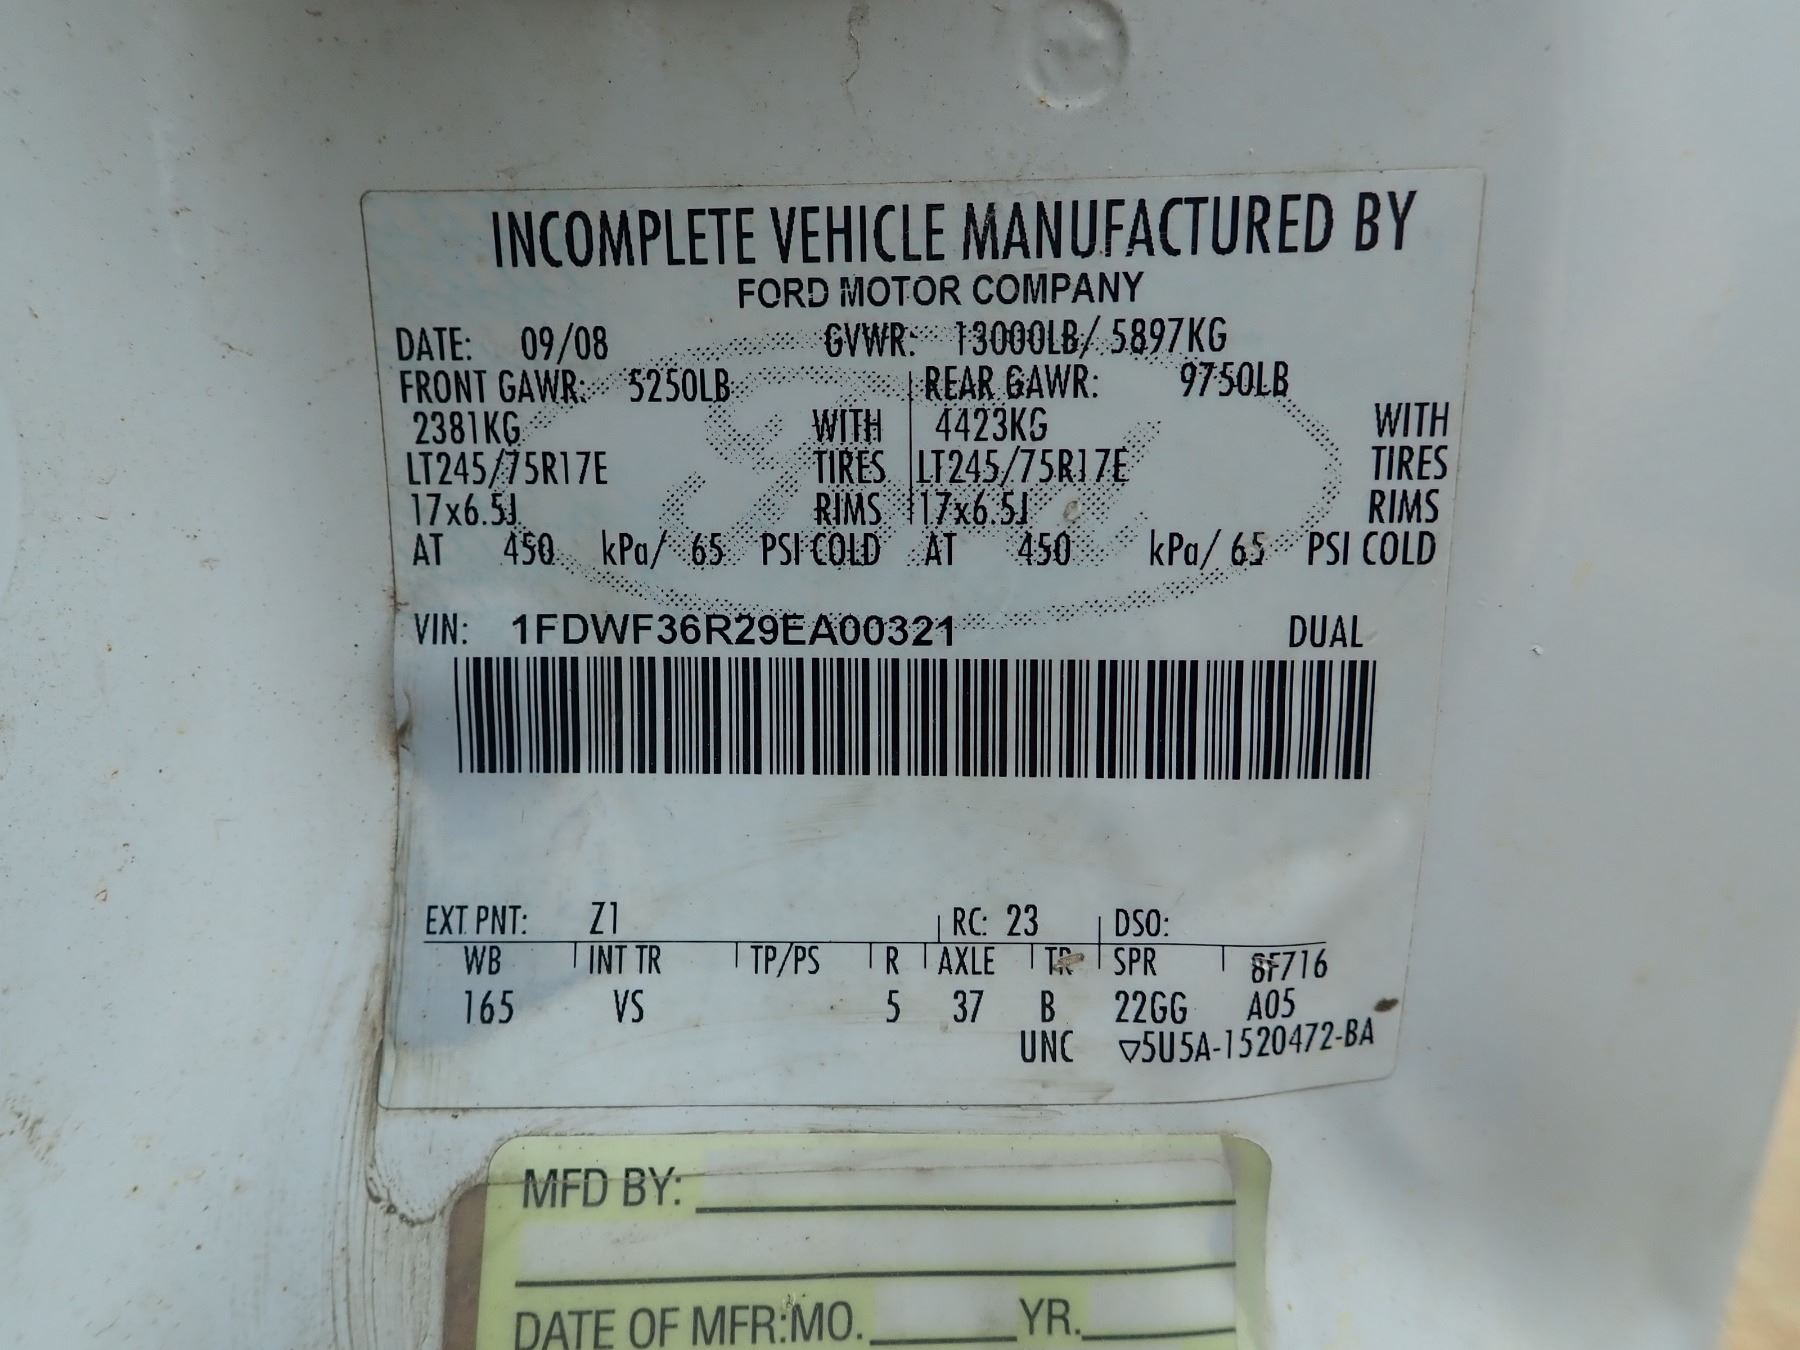 INCOMPLETE VEHICLE MANUFACTURED BY
FORD MOTOR COMPANY
DATE: 09/08 GVWR: 13000LB/ 5897KG
FRONT GAWR: 5250LB REAR GAWR: 9750LB
2381KG WITH 4423KG WITH
LT245/75R17E TIRES LT245/75R17E TIRES
17x6.5J RIMS 17x6.5J RIMS
AT 450 kPa/ 65 PSI COLD AT 450 kPa/ 65 PSI COLD
VIN: 1FDWF36R29EA00321 DUAL
EXT PNT: Z1 RC: 23 DSO:
WB INT TR TP/PS R AXLE TR SPR 8F716
165 VS 5 37 B 22GG A05
UNC ▽5U5A-1520472-BA
MFD BY:
DATE OF MFR:MO. YR.